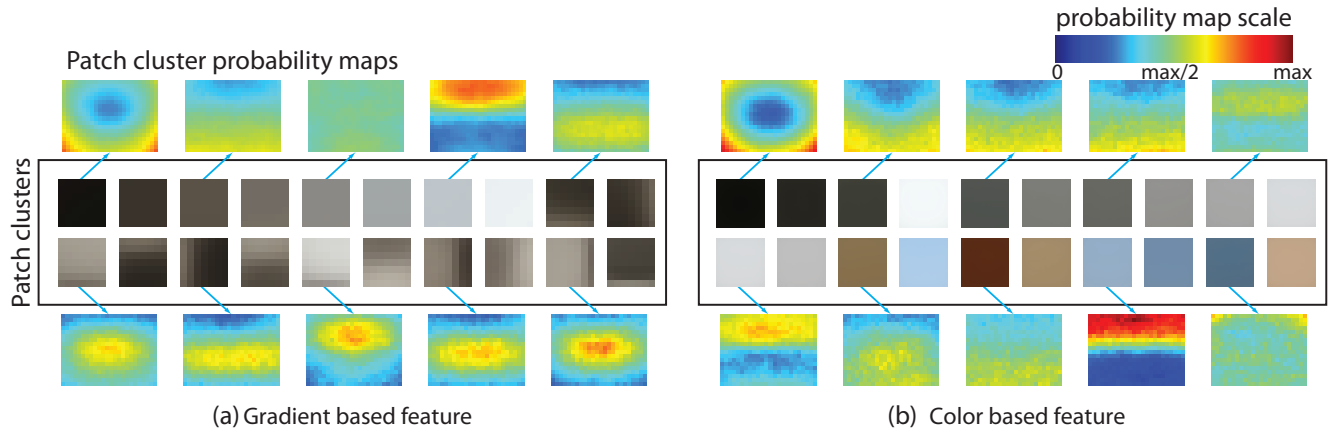 probability map scale
0 max/2 max
Patch cluster probability maps
Patch clusters
(a) Gradient based feature
(b) Color based feature